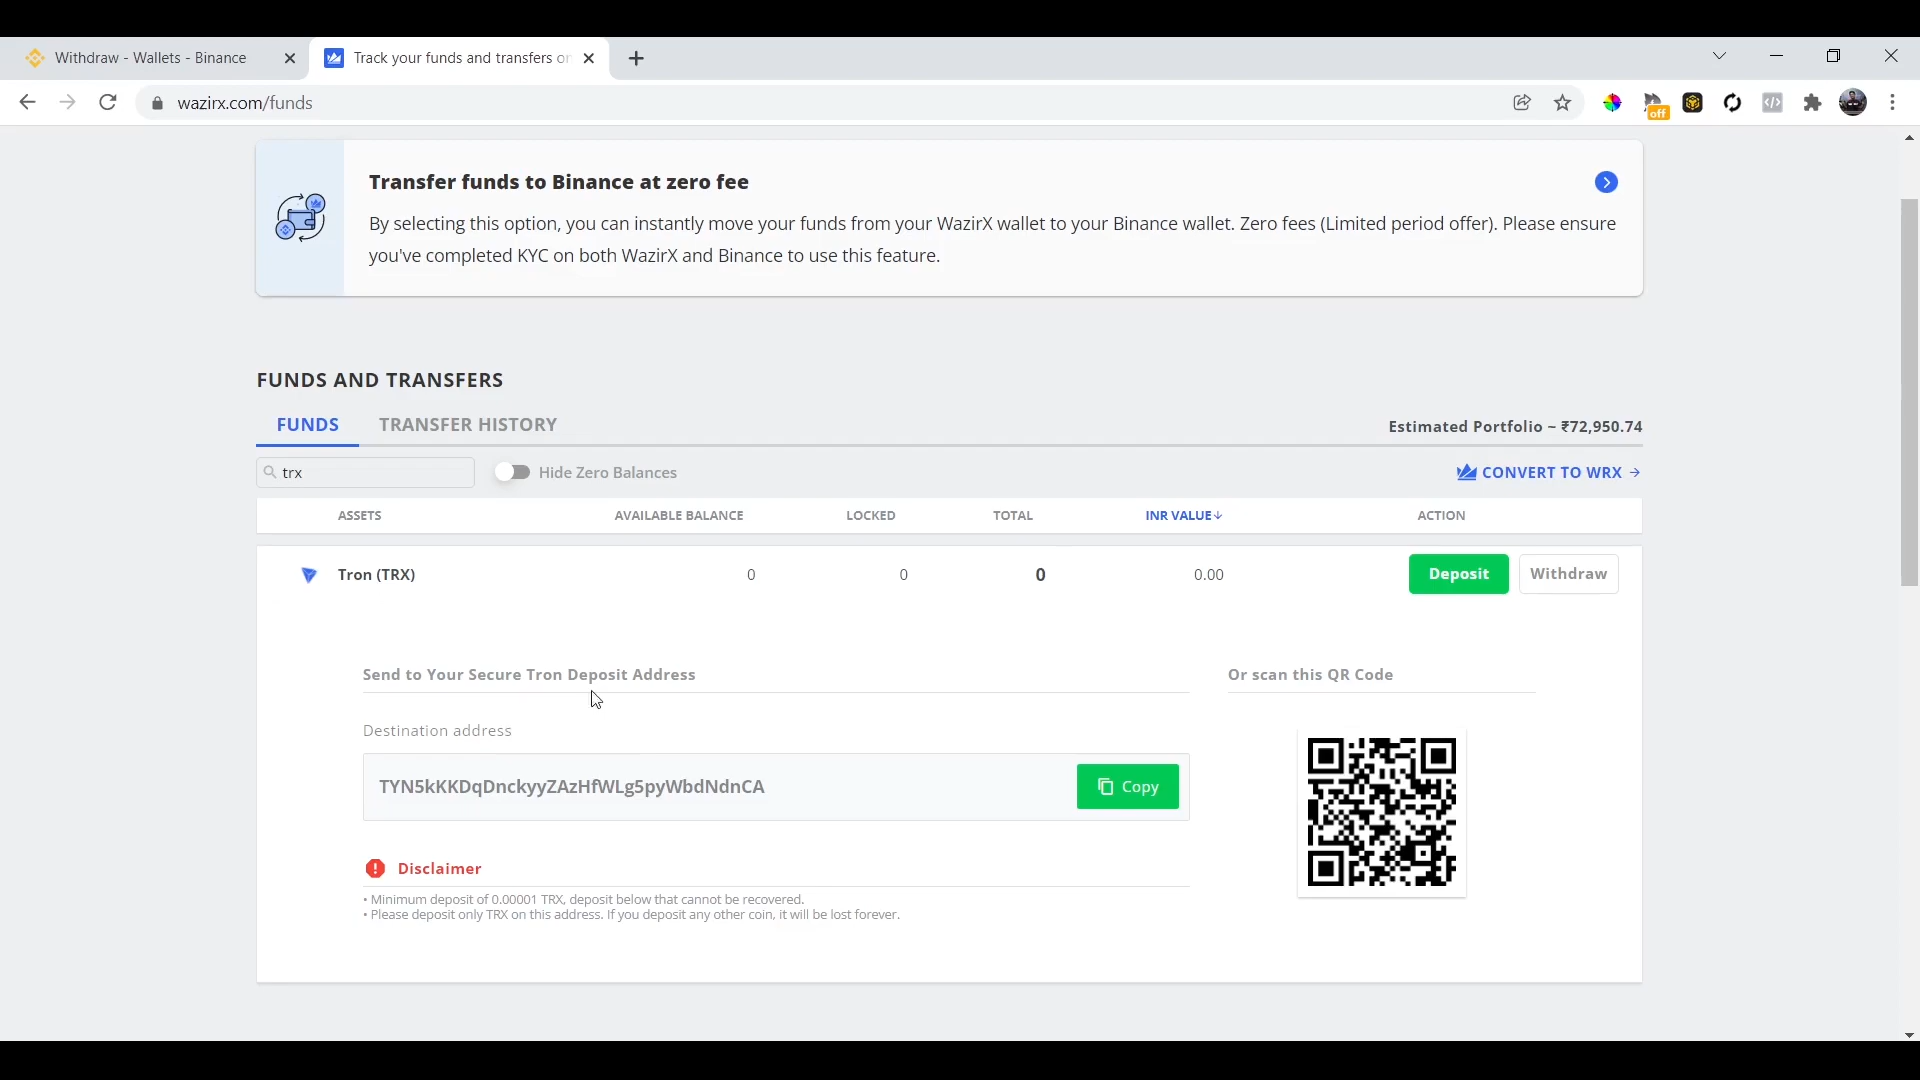 Withdraw - Wallets - Binance
Track your funds and transfers on
wazirx.com/funds
off
Transfer funds to Binance at zero fee
By selecting this option, you can instantly move your funds from your WazirX wallet to your Binance wallet. Zero fees (Limited period offer). Please ensure
you've completed KYC on both WazirX and Binance to use this feature.
FUNDS AND TRANSFERS
FUNDS TRANSFER HISTORY
Estimated Portfolio ~ ₹72,950.74
trx
Hide Zero Balances
CONVERT TO WRX →
ASSETS AVAILABLE BALANCE LOCKED TOTAL INR VALUE↓ ACTION
Tron (TRX) 0 0 0 0.00 Deposit Withdraw
Send to Your Secure Tron Deposit Address
Or scan this QR Code
Destination address
TYN5kKKDqDnckyyZAzHfWLg5pyWbdNdnCA
Copy
Disclaimer
• Minimum deposit of 0.00001 TRX, deposit below that cannot be recovered.
• Please deposit only TRX on this address. If you deposit any other coin, it will be lost forever.